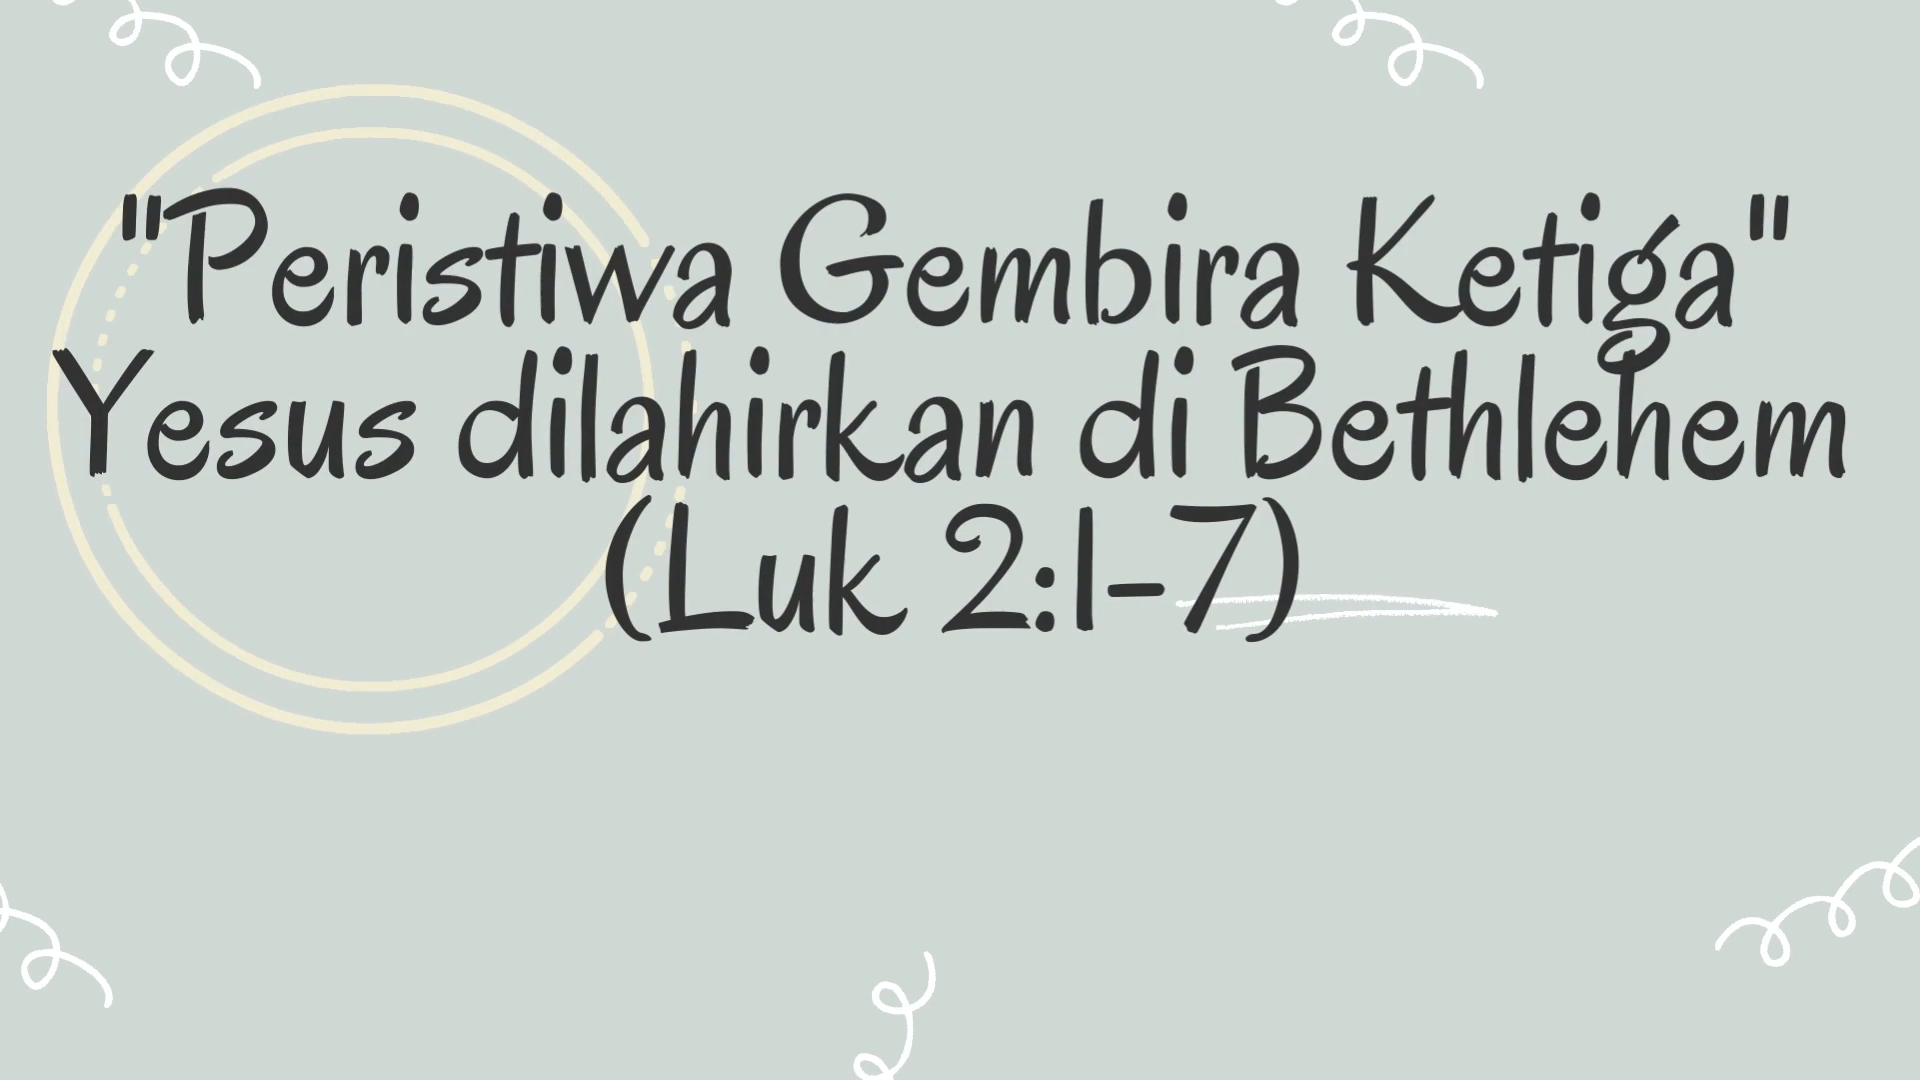 "Peristiwa Gembira Ketiga"
Yesus dilahirkan di Bethlehem
(Luk 2:1-7)